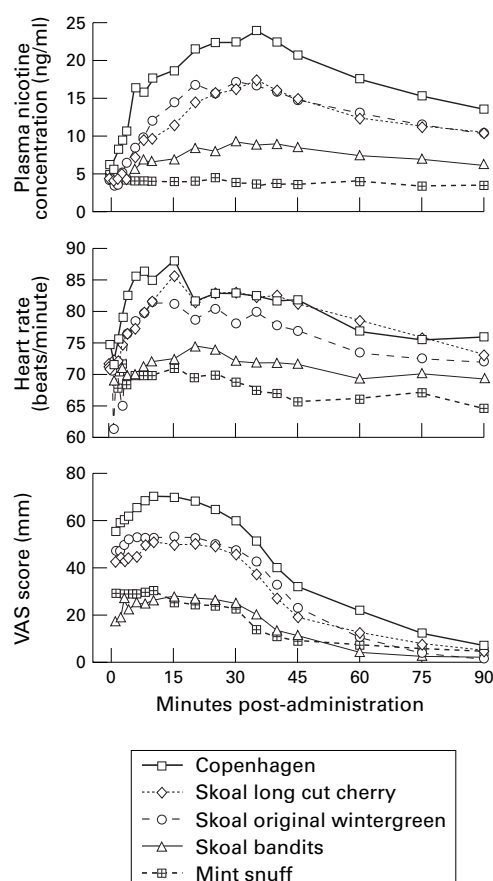 Plasma nicotine
concentration (ng/ml)
25
20
15
10
5
0
Heart rate
(beats/minute)
90
85
80
75
70
65
60
VAS score (mm)
80
60
40
20
0
0 15 30 45 60 75 90
Minutes post-administration
Copenhagen
Skoal long cut cherry
Skoal original wintergreen
Skoal bandits
Mint snuff